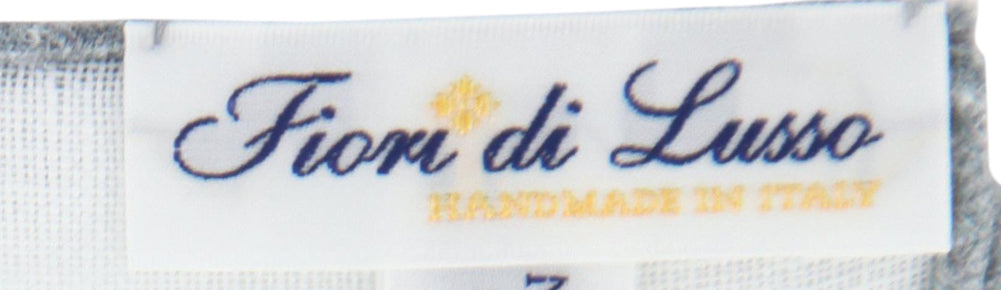 Fiori di Lusso
HANDMADE IN ITALY